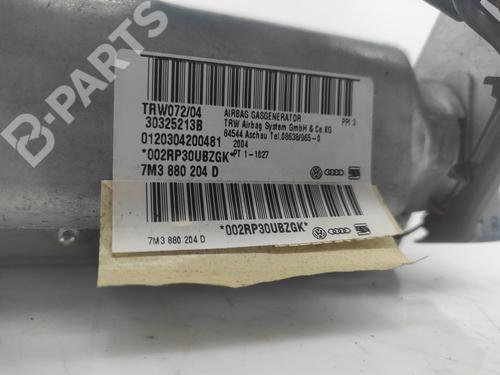 B-PARTS
TRW072/04
30325213B
0120304200481
*002RP30UBZGK*
7M3 880 204 D
AIRBAG GASGENERATOR
TRW Airbag System GmbH & Co.KG
84544 Aschau Tel.08638/965-0
2004
PT 1-1027
PPI 3
*002RP30UBZGK*
7M3 880 204 D